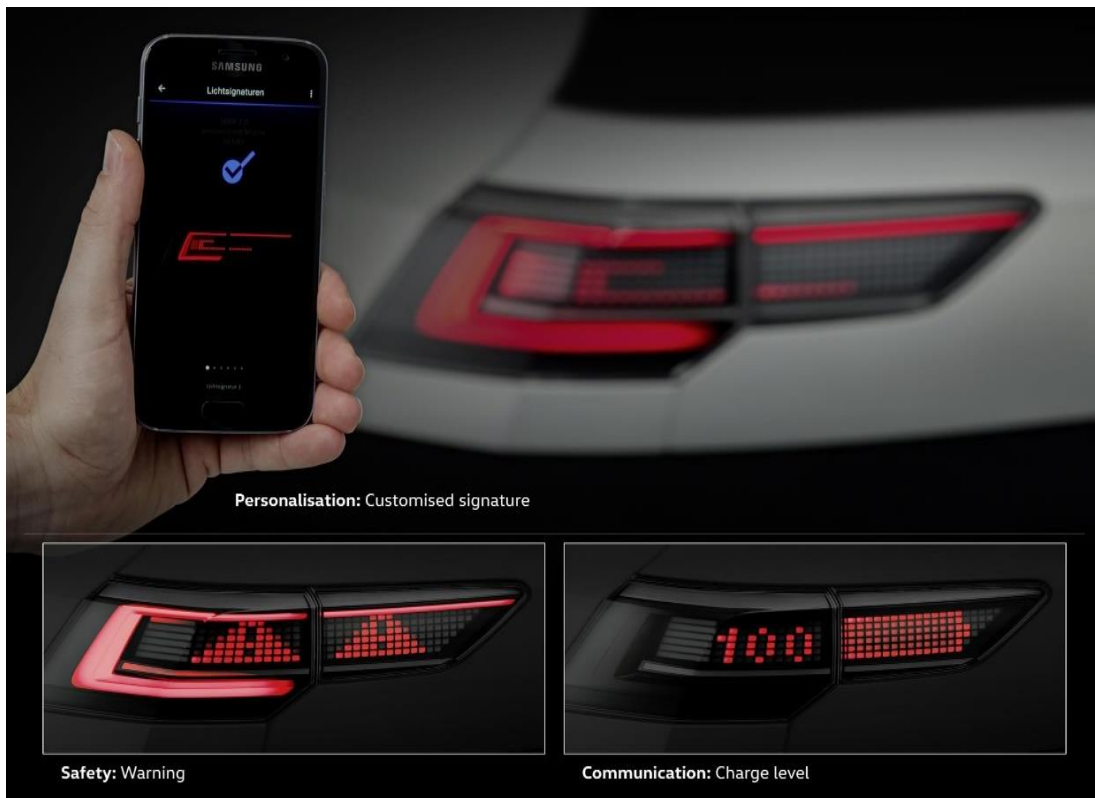 SAMSUNG
Lichtsignaturen
Personalisation: Customised signature
100
Safety: Warning
Communication: Charge level